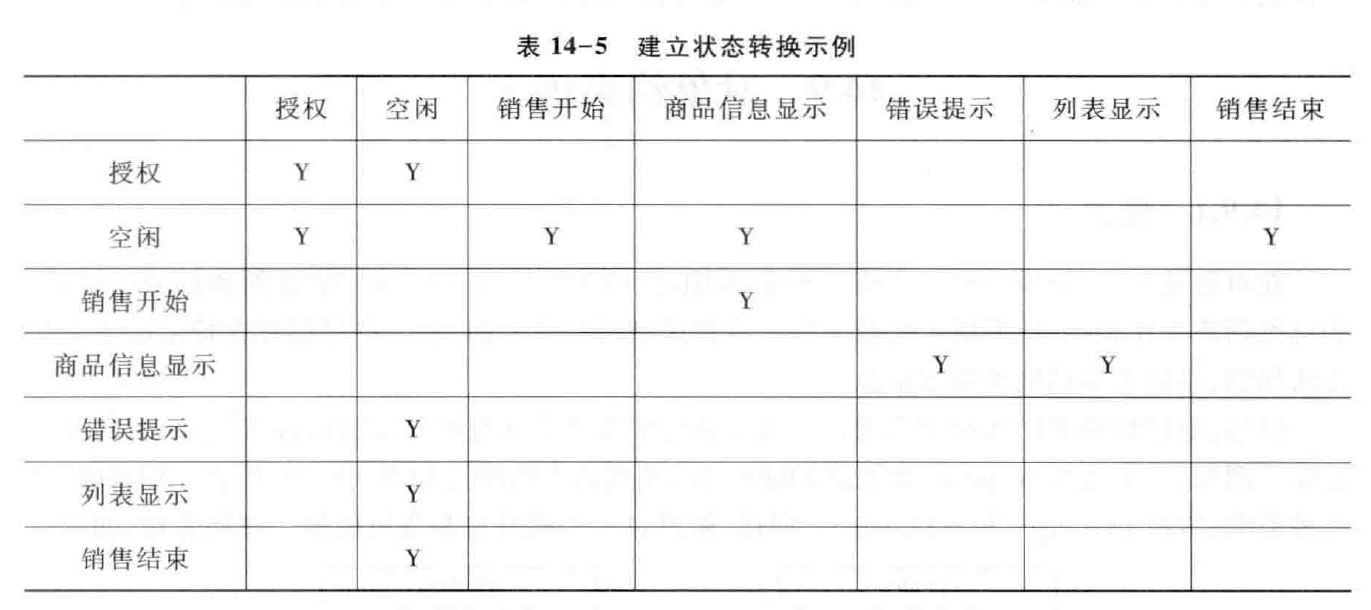 表 14-5 建立状态转换示例
授权 空闲 销售开始 商品信息显示 错误提示 列表显示 销售结束
授权 Y Y
空闲 Y Y Y Y
销售开始 Y
商品信息显示 Y Y
错误提示 Y
列表显示 Y
销售结束 Y